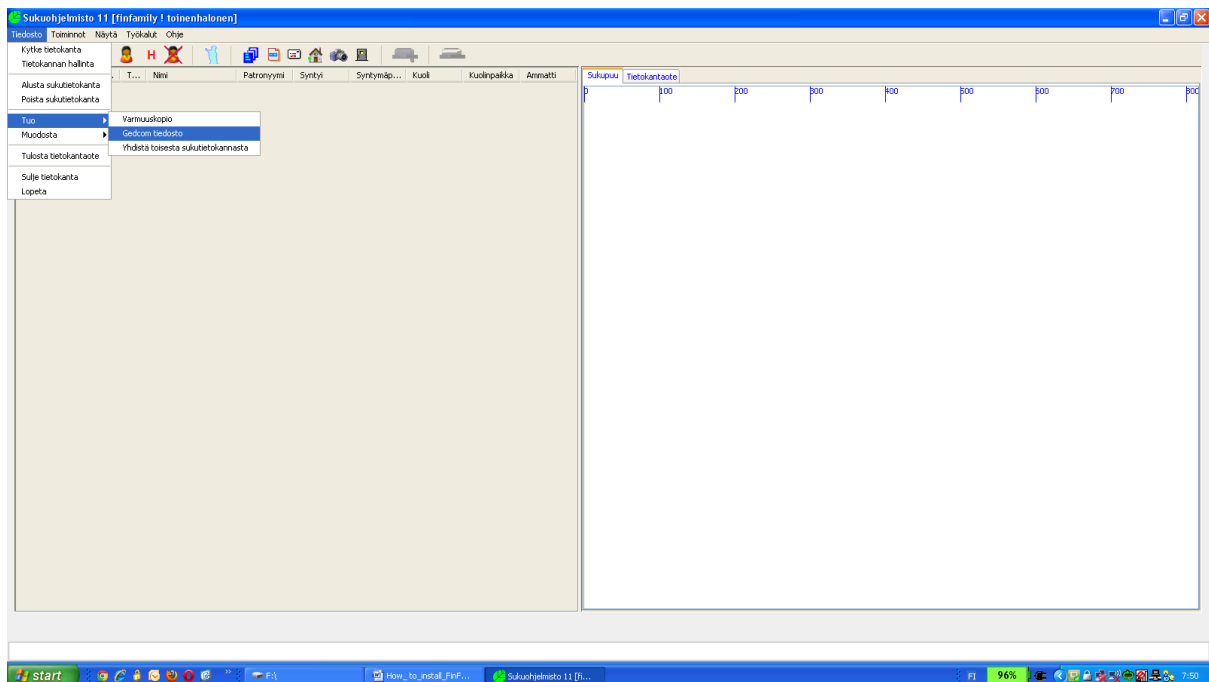 Sukuohjelmisto 11 [finfamily ! toinenhalonen]
Tiedosto Toiminnot Näytä Työkalut Ohje
Kytke tietokanta
Tietokannan hallinta
Alusta sukutietokanta
Poista sukutietokanta
Tuo
Muodosta
Tulosta tietokantaote
Sulje tietokanta
Lopeta
Varmuuskopio
Gedcom tiedosto
Yhdistä toisesta sukutietokannasta
H
. T... Nimi Patronyymi Syntyi Syntymäp... Kuoli Kuolinpaikka Ammatti
Sukupuu Tietokantaote
0 100 200 300 400 500 600 700 800
start F:\ How_to_install_FinF... Sukuohjelmisto 11 [fi... FI 96% 7:50